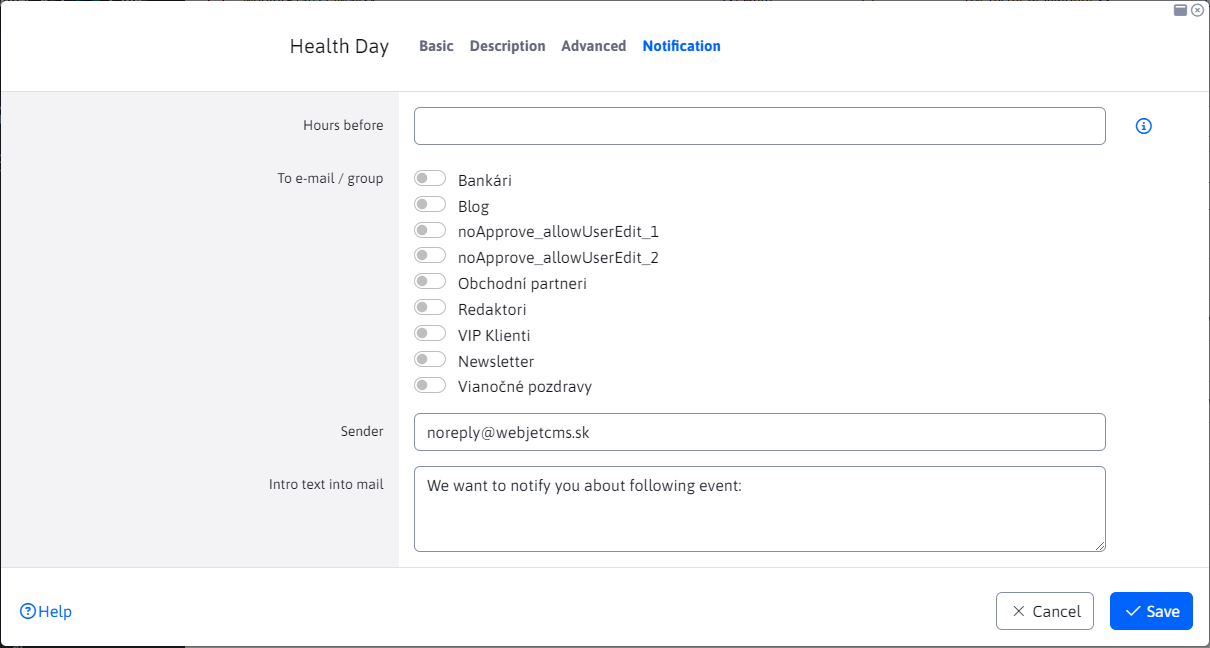 Health Day Basic Description Advanced Notification
Hours before
To e-mail / group
Bankári
Blog
noApprove_allowUserEdit_1
noApprove_allowUserEdit_2
Obchodní partneri
Redaktori
VIP Klienti
Newsletter
Vianočné pozdravy
Sender noreply@webjetcms.sk
Intro text into mail We want to notify you about following event:
Help Cancel Save